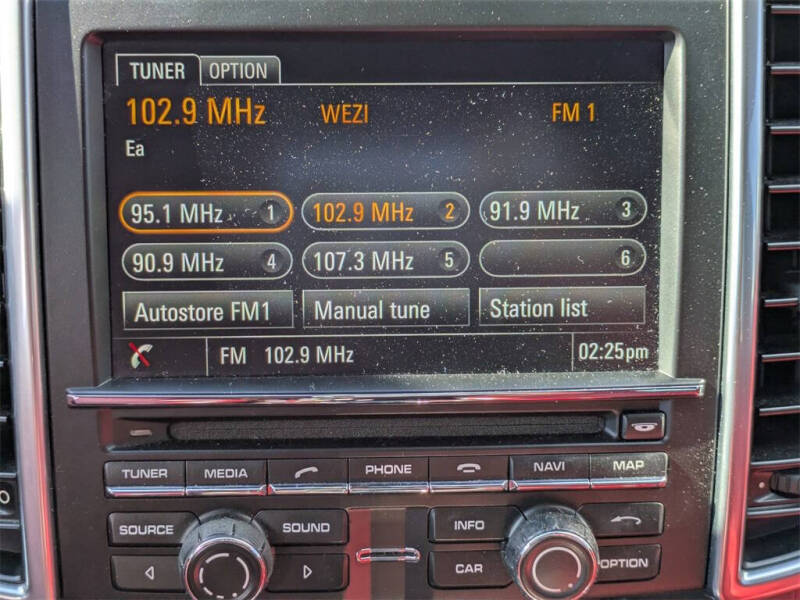 TUNER OPTION
102.9 MHz WEZI FM 1
Ea
95.1 MHz 1 102.9 MHz 2 91.9 MHz 3
90.9 MHz 4 107.3 MHz 5 6
Autostore FM1 Manual tune Station list
FM 102.9 MHz 02:25pm
TUNER MEDIA PHONE NAVI MAP
SOURCE SOUND INFO
CAR OPTION